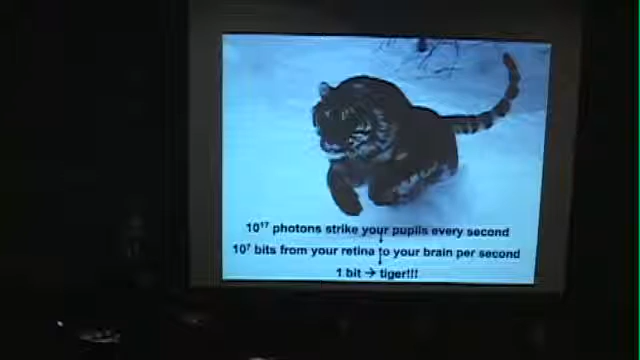 10¹⁷ photons strike your pupils every second
10⁷ bits from your retina to your brain per second
1 bit → tiger!!!